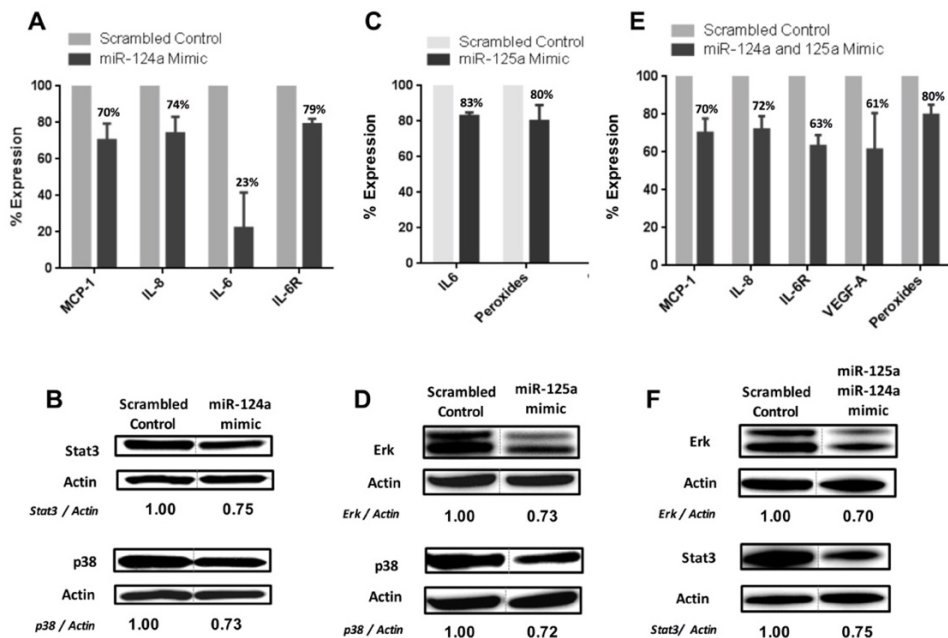 A
Scrambled Control
miR-124a Mimic
% Expression
100
80
60
40
20
0
70%
74%
23%
79%
MCP-1
IL-8
IL-6
IL-6R
C
Scrambled Control
miR-125a Mimic
% Expression
100
80
60
40
20
0
83%
80%
IL6
Peroxides
E
Scrambled Control
miR-124a and 125a Mimic
% Expression
100
80
60
40
20
0
70%
72%
63%
61%
80%
MCP-1
IL-8
IL-6R
VEGF-A
Peroxides
B
Scrambled
Control
miR-124a
mimic
Stat3
Actin
Stat3 / Actin 1.00 0.75
p38
Actin
p38 / Actin 1.00 0.73
D
Scrambled
Control
miR-125a
mimic
Erk
Actin
Erk / Actin 1.00 0.73
p38
Actin
p38 / Actin 1.00 0.72
F
Scrambled
Control
miR-125a
miR-124a
mimic
Erk
Actin
Erk / Actin 1.00 0.70
Stat3
Actin
Stat3/ Actin 1.00 0.75